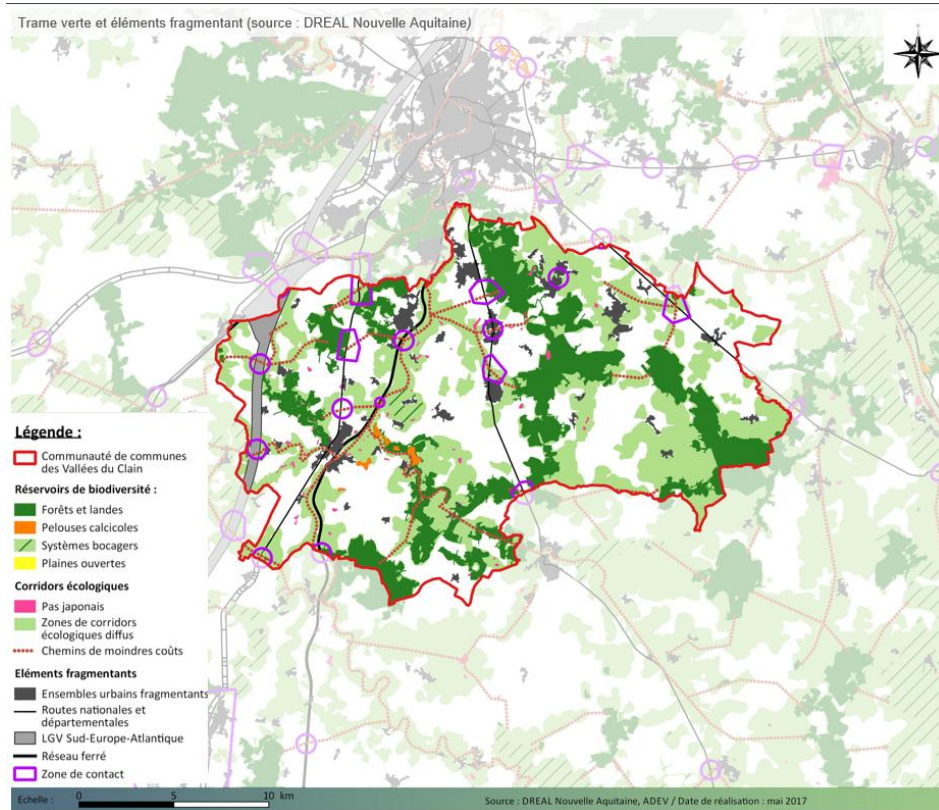 Trame verte et éléments fragmentant (source : DREAL Nouvelle Aquitaine)
Légende :
Communauté de communes
des Vallées du Clain
Réservoirs de biodiversité :
Forêts et landes
Pelouses calcicoles
Systèmes bocagers
Plaines ouvertes
Corridors écologiques
Pas japonais
Zones de corridors
écologiques diffus
Chemins de moindres coûts
Eléments fragmentants
Ensembles urbains fragmentants
Routes nationales et
départementales
LGV Sud-Europe-Atlantique
Réseau ferré
Zone de contact
Echelle : 0 5 10 km
Source : DREAL Nouvelle Aquitaine, ADEV / Date de réalisation : mai 2017